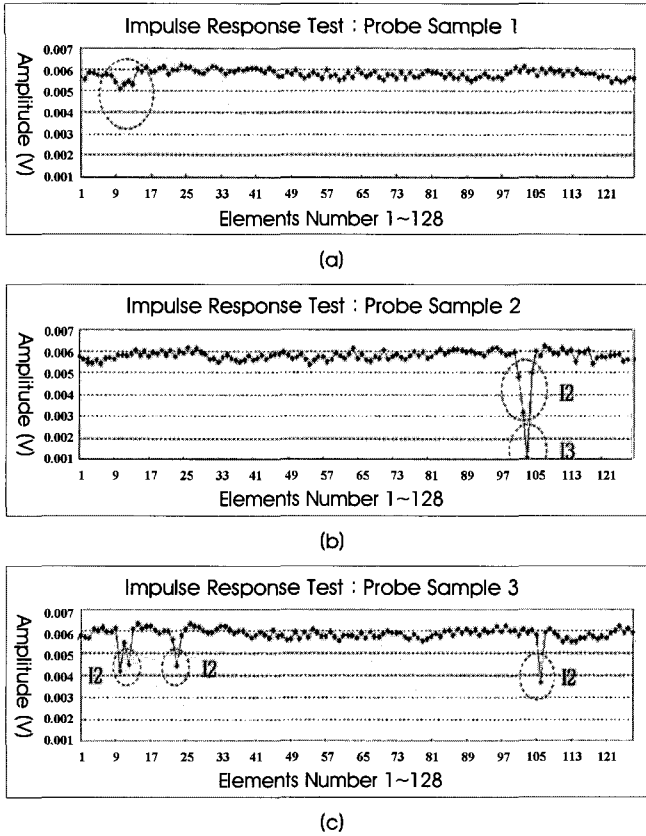 Impulse Response Test : Probe Sample 1
Amplitude (V)
0.007
0.006
0.005
0.004
0.003
0.002
0.001
1 9 17 25 33 41 49 57 65 73 81 89 97 105 113 121
Elements Number 1~128
(a)
Impulse Response Test : Probe Sample 2
Amplitude (V)
0.007
0.006
0.005
0.004
0.003
0.002
0.001
I2
I3
1 9 17 25 33 41 49 57 65 73 81 89 97 105 113 121
Elements Number 1~128
(b)
Impulse Response Test : Probe Sample 3
Amplitude (V)
0.007
0.006
0.005
0.004
0.003
0.002
0.001
I2
I2
I2
1 9 17 25 33 41 49 57 65 73 81 89 97 105 113 121
Elements Number 1~128
(c)